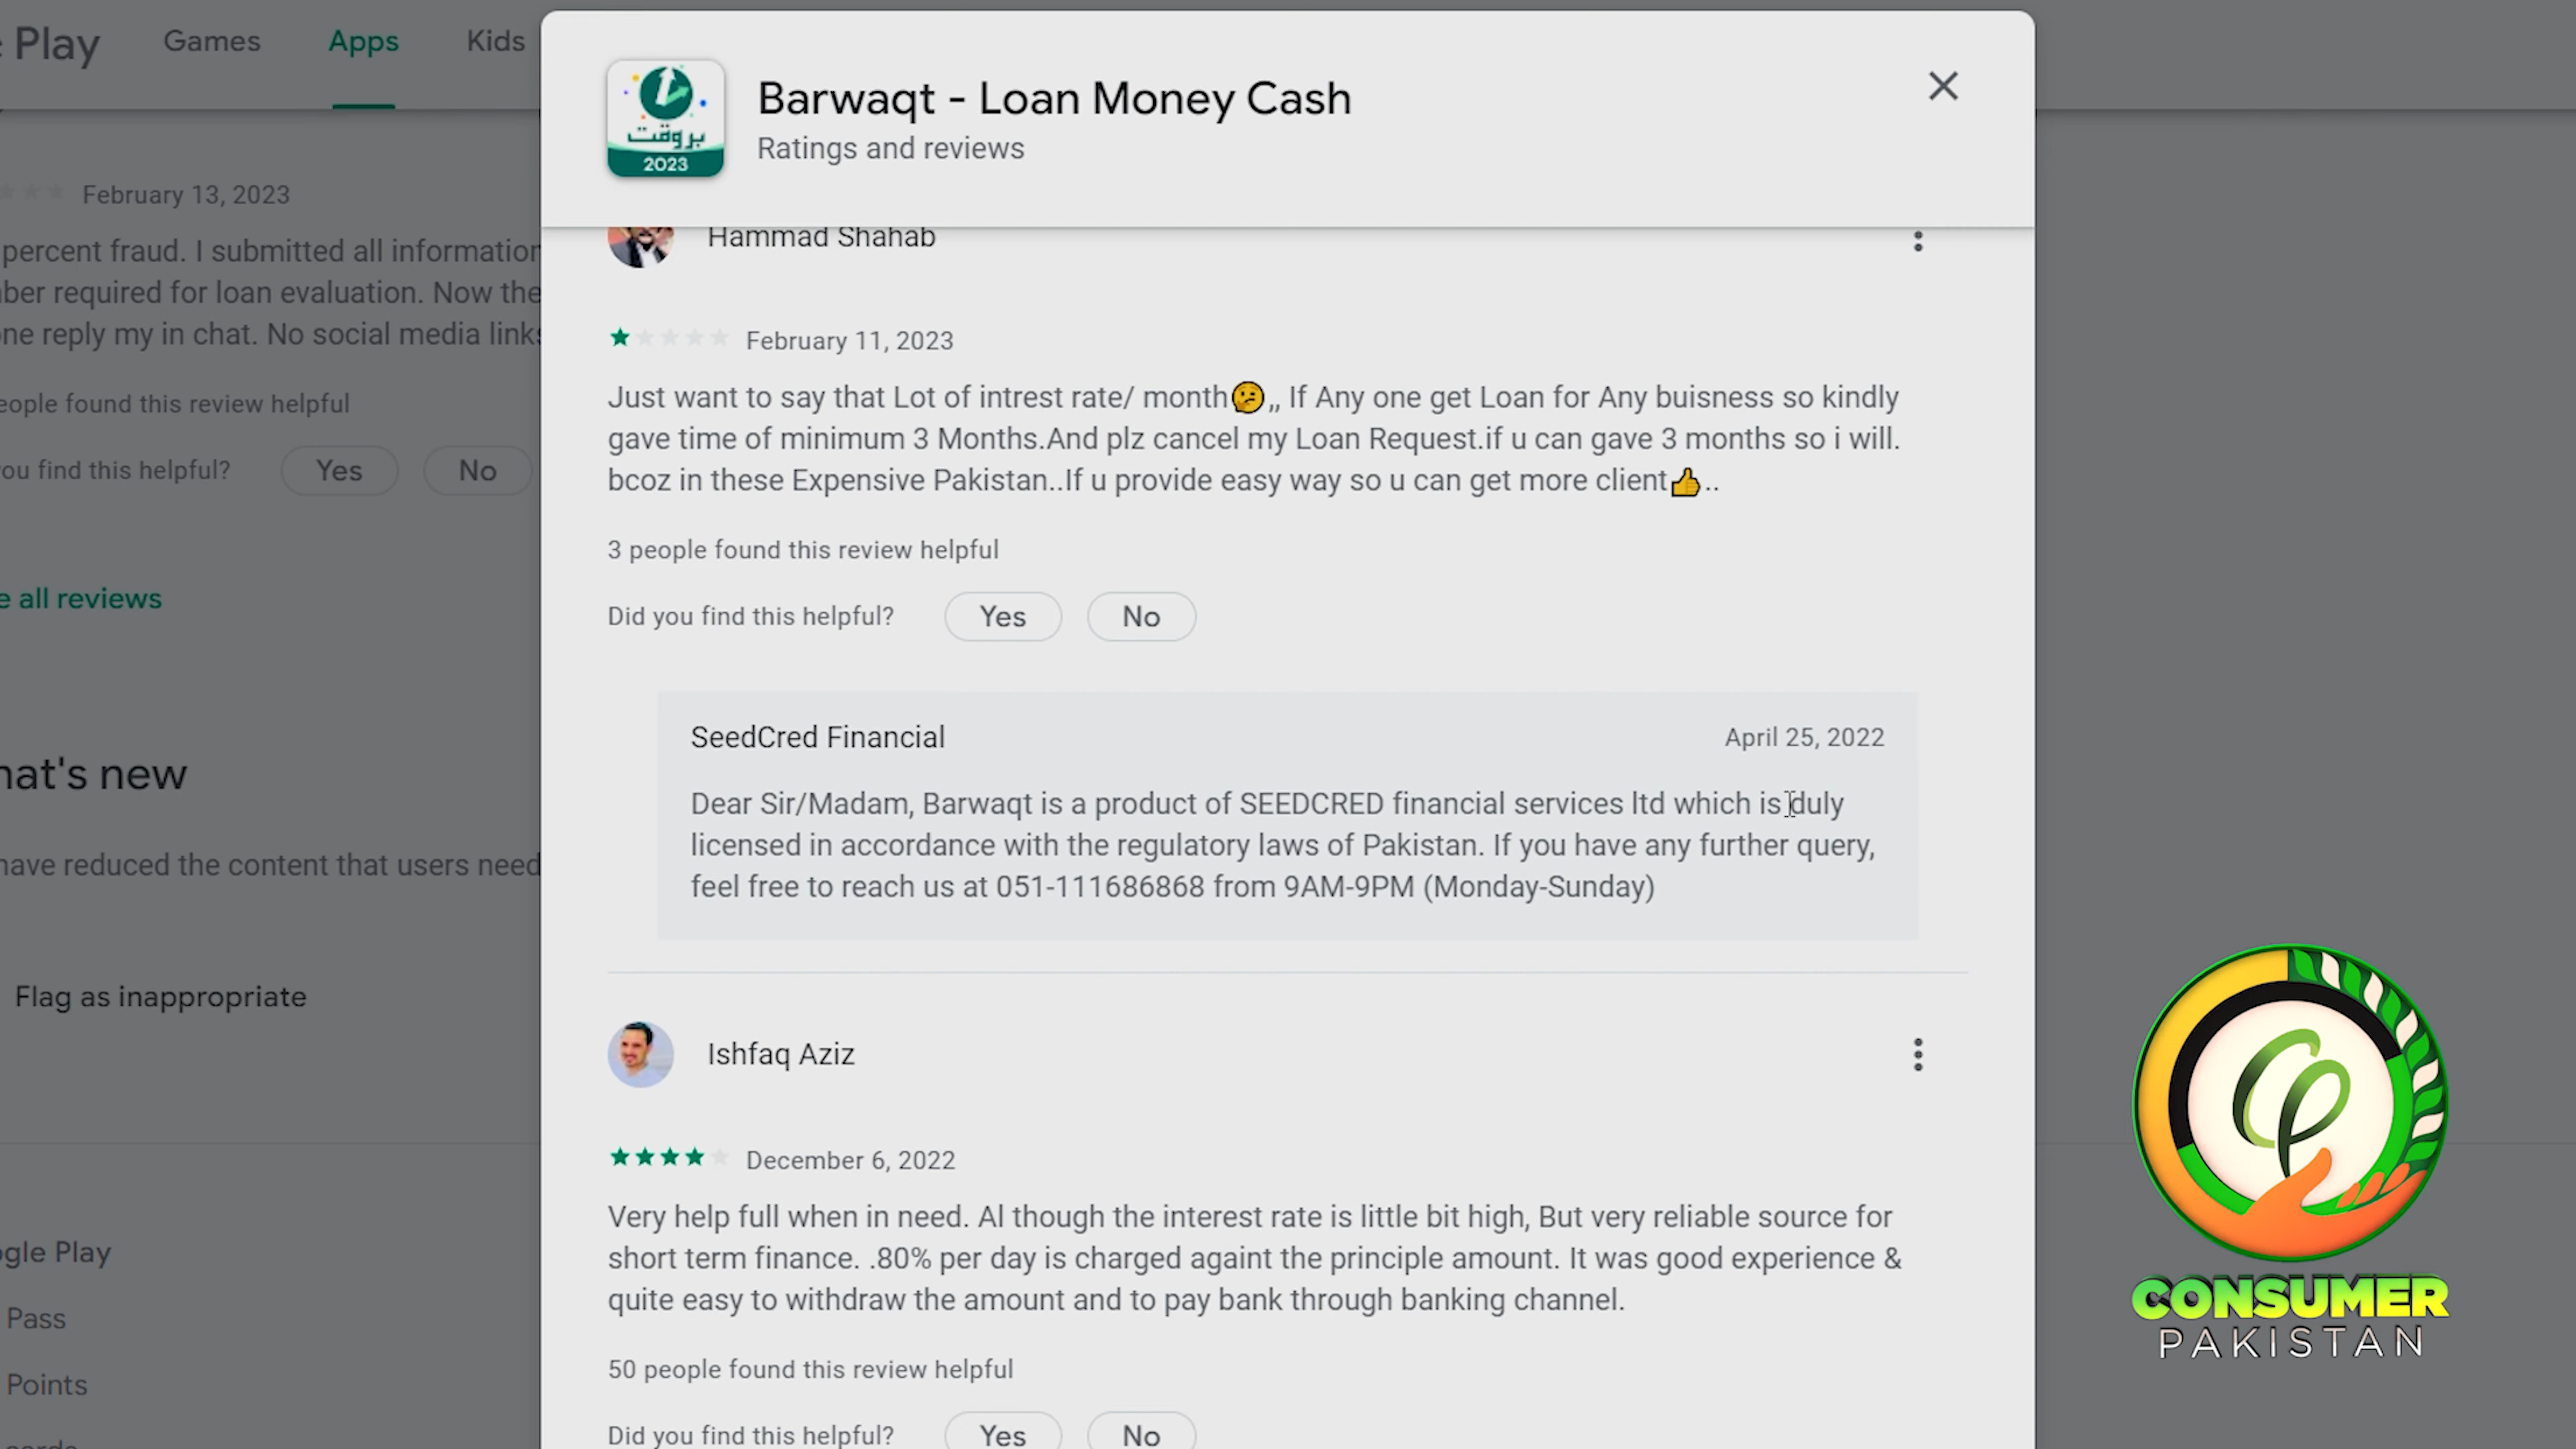 Play
Games
Apps
Kids
February 13, 2023
percent fraud. I submitted all information
required for loan evaluation. Now the
reply my in chat. No social media links
found this review helpful
you find this helpful?
Yes
No
all reviews
new
have reduced the content that users need
Flag as inappropriate
Play
Pass
Points
بروقت
2023
Barwaqt - Loan Money Cash
Ratings and reviews
Hammad Shahab
February 11, 2023
Just want to say that Lot of intrest rate/ month🤔,, If Any one get Loan for Any buisness so kindly
gave time of minimum 3 Months.And plz cancel my Loan Request.if u can gave 3 months so i will.
bcoz in these Expensive Pakistan..If u provide easy way so u can get more client👍..
3 people found this review helpful
Did you find this helpful?
Yes
No
SeedCred Financial
April 25, 2022
Dear Sir/Madam, Barwaqt is a product of SEEDCRED financial services ltd which is duly
licensed in accordance with the regulatory laws of Pakistan. If you have any further query,
feel free to reach us at 051-111686868 from 9AM-9PM (Monday-Sunday)
Ishfaq Aziz
December 6, 2022
Very help full when in need. Al though the interest rate is little bit high, But very reliable source for
short term finance. .80% per day is charged againt the principle amount. It was good experience &
quite easy to withdraw the amount and to pay bank through banking channel.
50 people found this review helpful
Did you find this helpful?
Yes
No
CP
CONSUMER
PAKISTAN